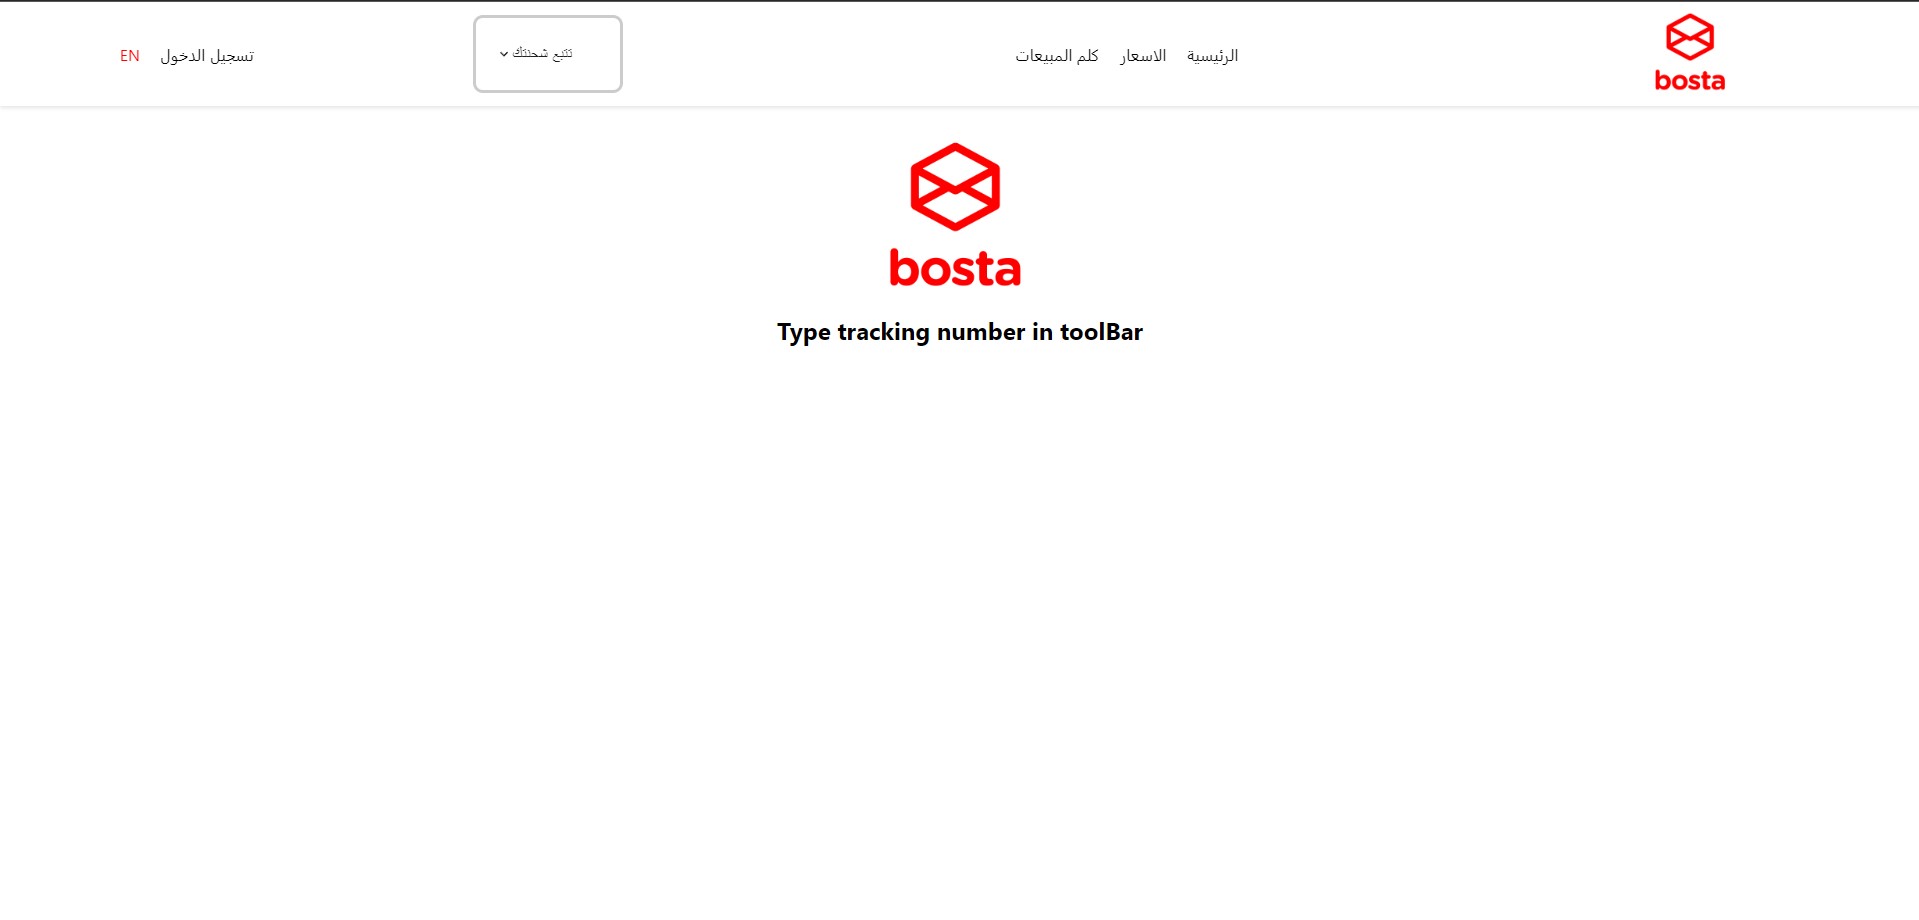 bosta
الرئيسية
الاسعار
كلم المبيعات
تتبع شحنتك
تسجيل الدخول
EN
bosta
Type tracking number in toolBar